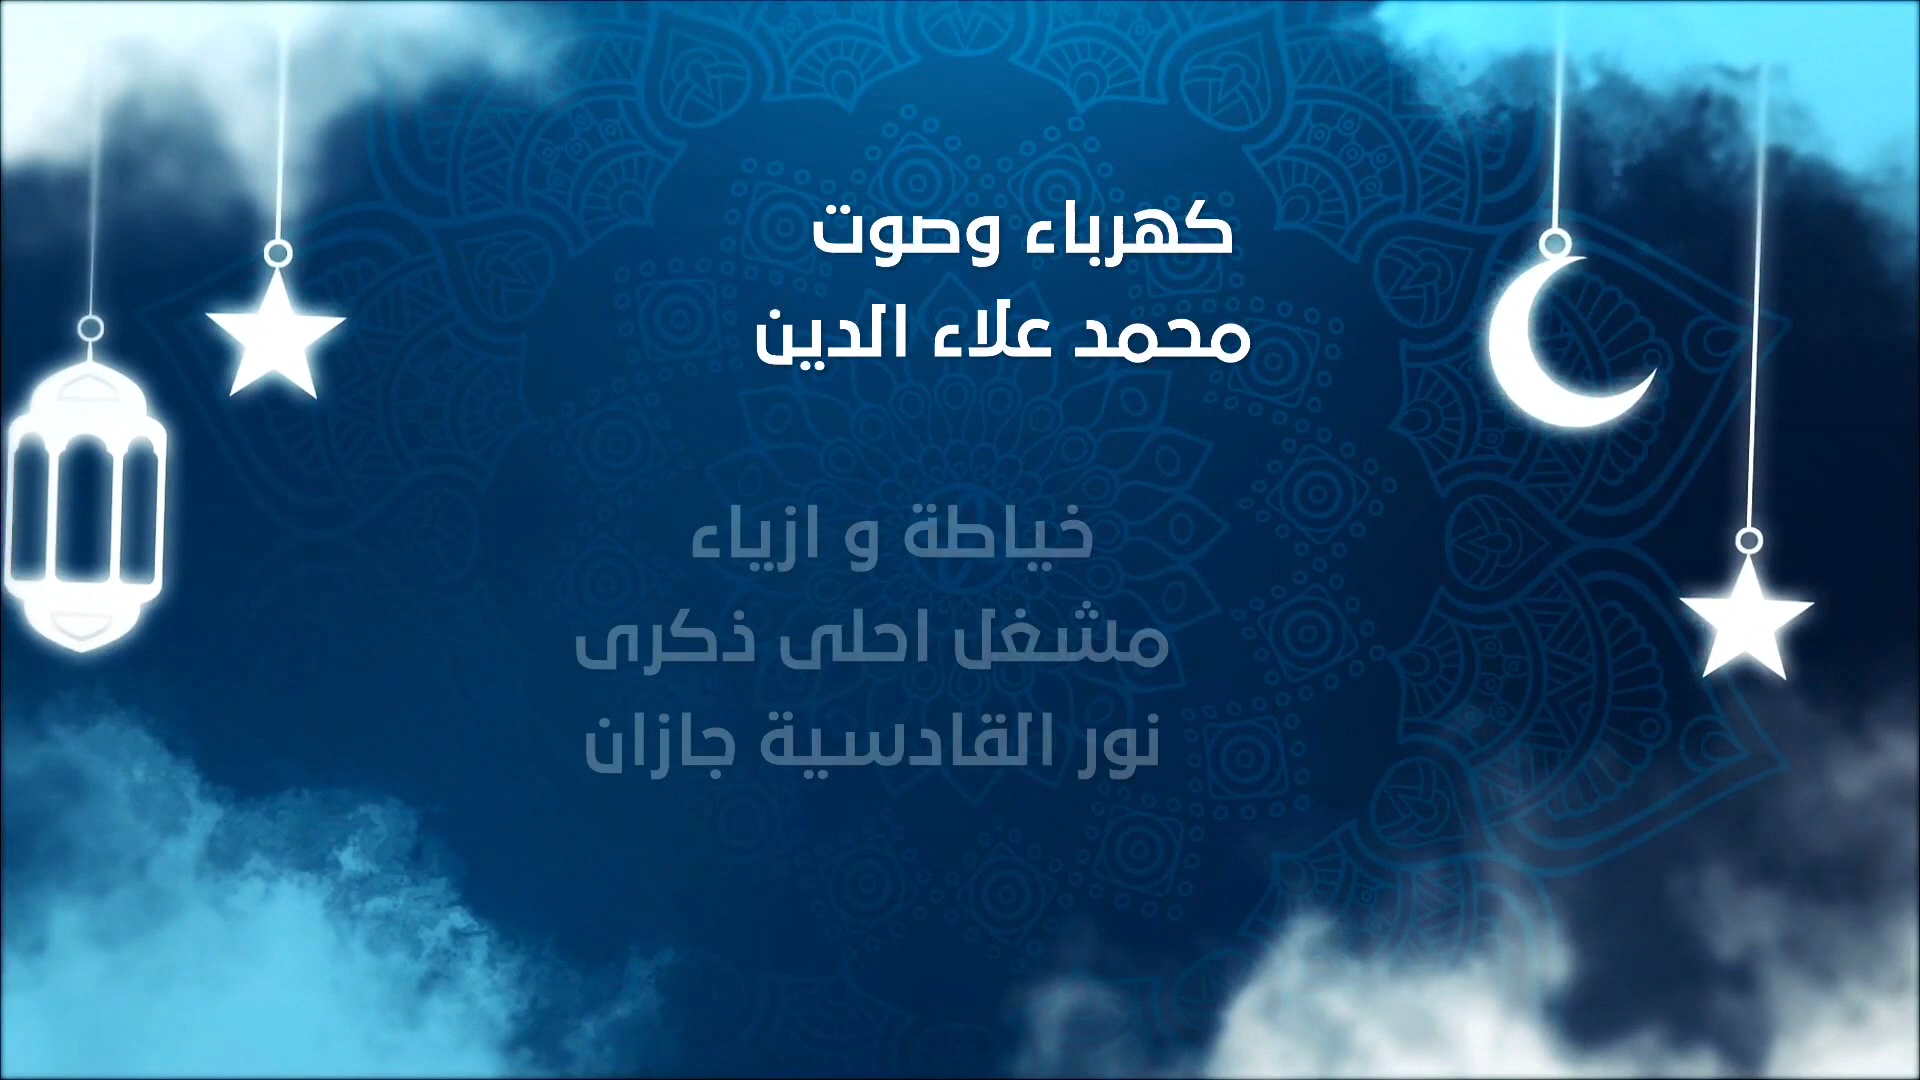 كهرباء وصوت
محمد علاء الدين
خياطة و ازياء
مشغل احلى ذكرى
نور القادسية جازان